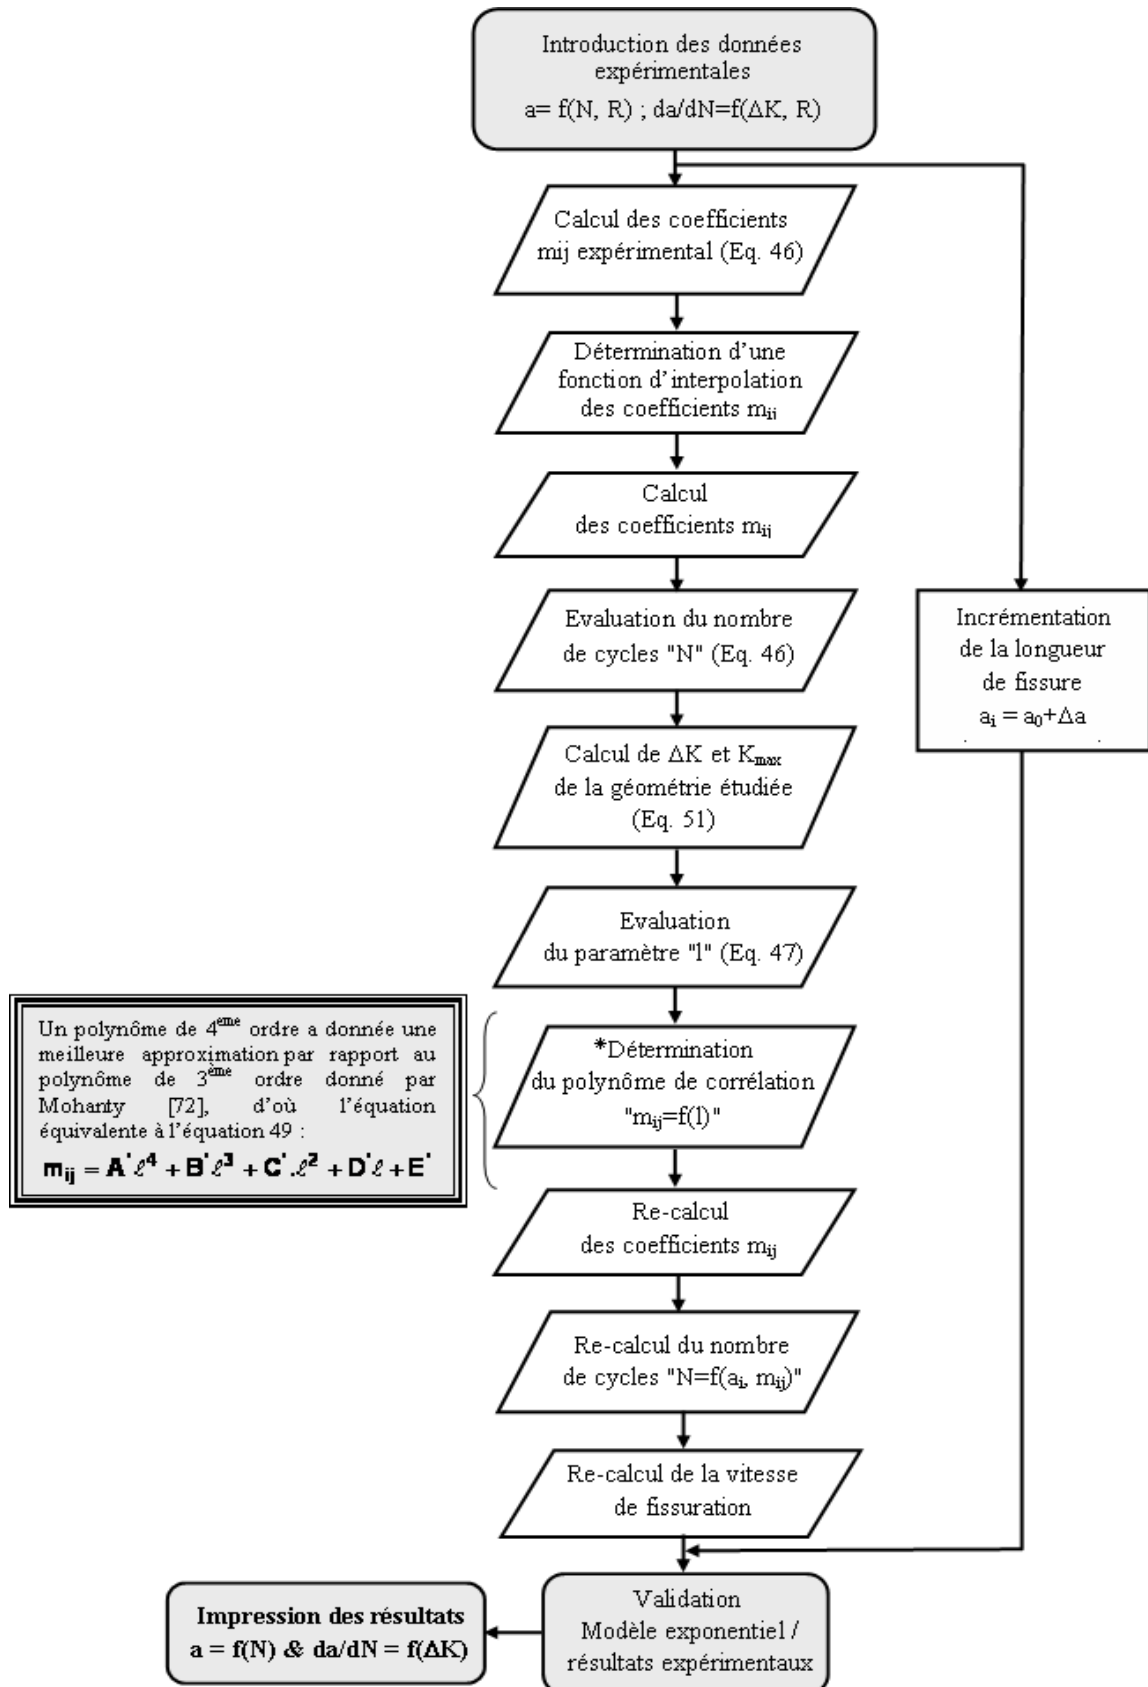 Introduction des données
expérimentales
a= f(N, R) ; da/dN=f(ΔK, R)
Calcul des coefficients
mij expérimental (Eq. 46)
Détermination d’une
fonction d’interpolation
des coefficients mij
Calcul
des coefficients mij
Evaluation du nombre
de cycles "N" (Eq. 46)
Incrémentation
de la longueur
de fissure
ai = a0+Δa
Calcul de ΔK et Kmax
de la géométrie étudiée
(Eq. 51)
Evaluation
du paramètre "l" (Eq. 47)
Un polynôme de 4ème ordre a donnée une
meilleure approximation par rapport au
polynôme de 3ème ordre donné par
Mohanty [72], d’où l’équation
équivalente à l’équation 49 :
mij = A'ℓ⁴ + B'ℓ³ + C'.ℓ² + D'ℓ + E'
*Détermination
du polynôme de corrélation
"mij=f(l)"
Re-calcul
des coefficients mij
Re-calcul du nombre
de cycles "N=f(ai, mij)"
Re-calcul de la vitesse
de fissuration
Validation
Modèle exponentiel /
résultats expérimentaux
Impression des résultats
a = f(N) & da/dN = f(ΔK)